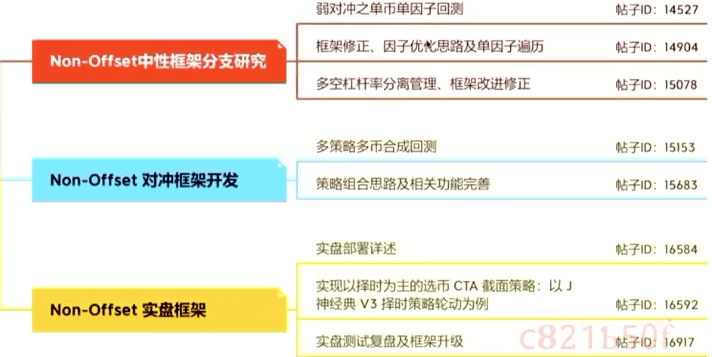 弱对冲之单币单因子回测 帖子ID：14527
Non-Offset中性框架分支研究
框架修正、因子优化思路及单因子遍历 帖子ID：14904
多空杠杆率分离管理、框架改进修正 帖子ID：15078
多策略多币合成回测 帖子ID：15153
Non-Offset 对冲框架开发
策略组合思路及相关功能完善 帖子ID：15683
实盘部署详述 帖子ID：16584
Non-Offset 实盘框架
实现以择时为主的选币 CTA 截面策略：以 J
神经典 V3 择时策略轮动为例 帖子ID：16592
实盘测试复盘及框架升级 帖子ID：16917
c821b50f